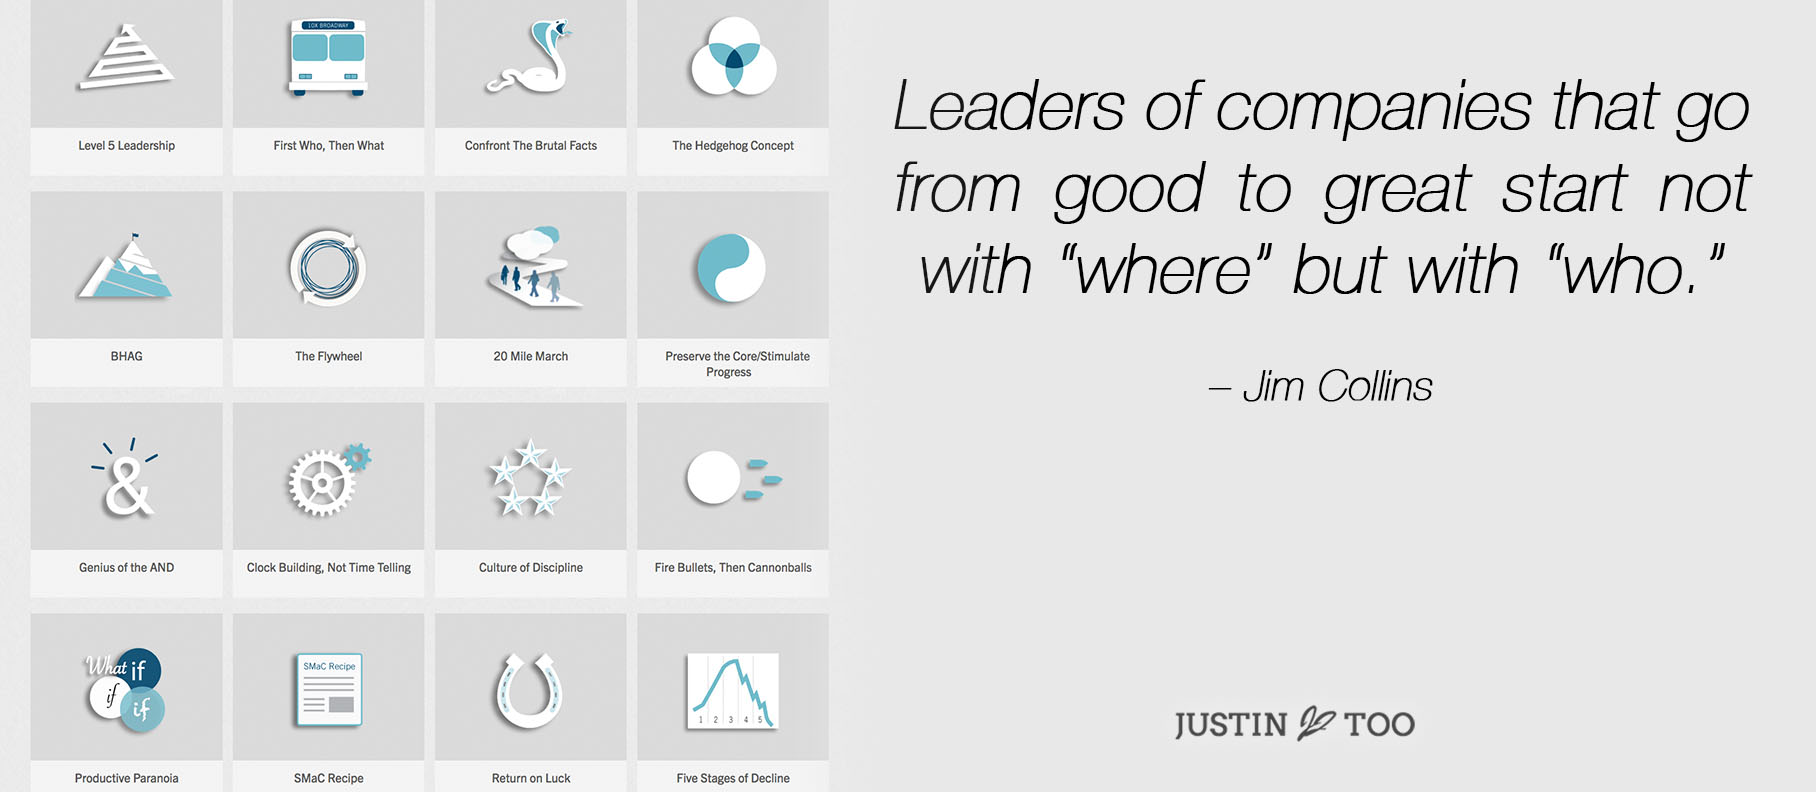 10X BROADWAY
Level 5 Leadership
First Who, Then What
Confront The Brutal Facts
The Hedgehog Concept
BHAG
The Flywheel
20 Mile March
Preserve the Core/Stimulate
Progress
&
Genius of the AND
Clock Building, Not Time Telling
Culture of Discipline
Fire Bullets, Then Cannonballs
What if
if
if
Productive Paranoia
SMaC Recipe
SMaC Recipe
Return on Luck
1 2 3 4 5
Five Stages of Decline
Leaders of companies that go
from good to great start not
with “where” but with “who.”
– Jim Collins
JUSTIN TOO